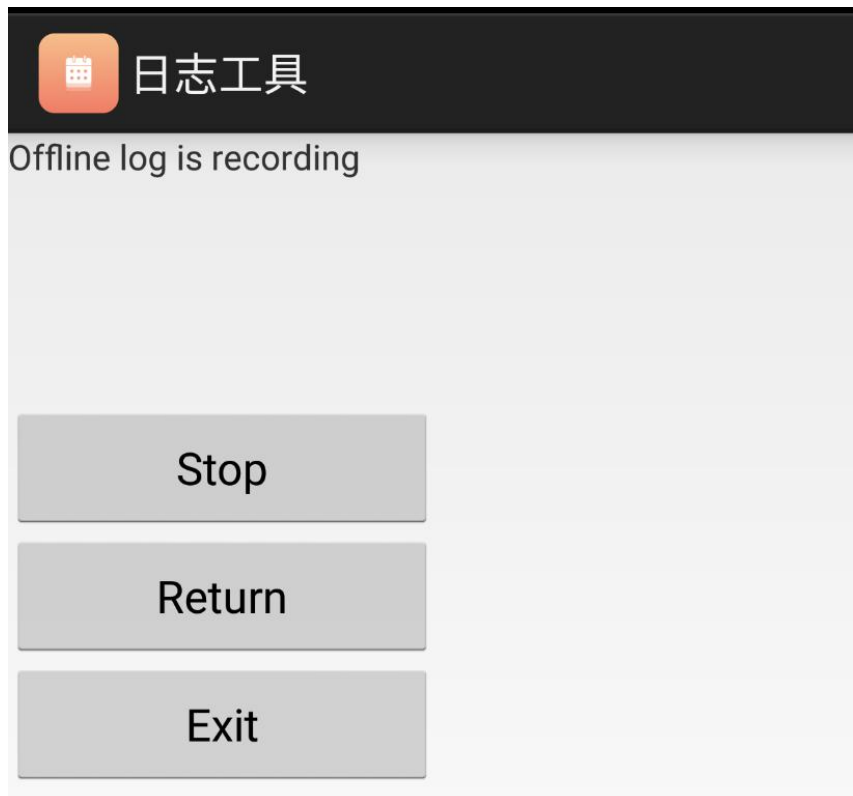 日志工具
Offline log is recording
Stop
Return
Exit